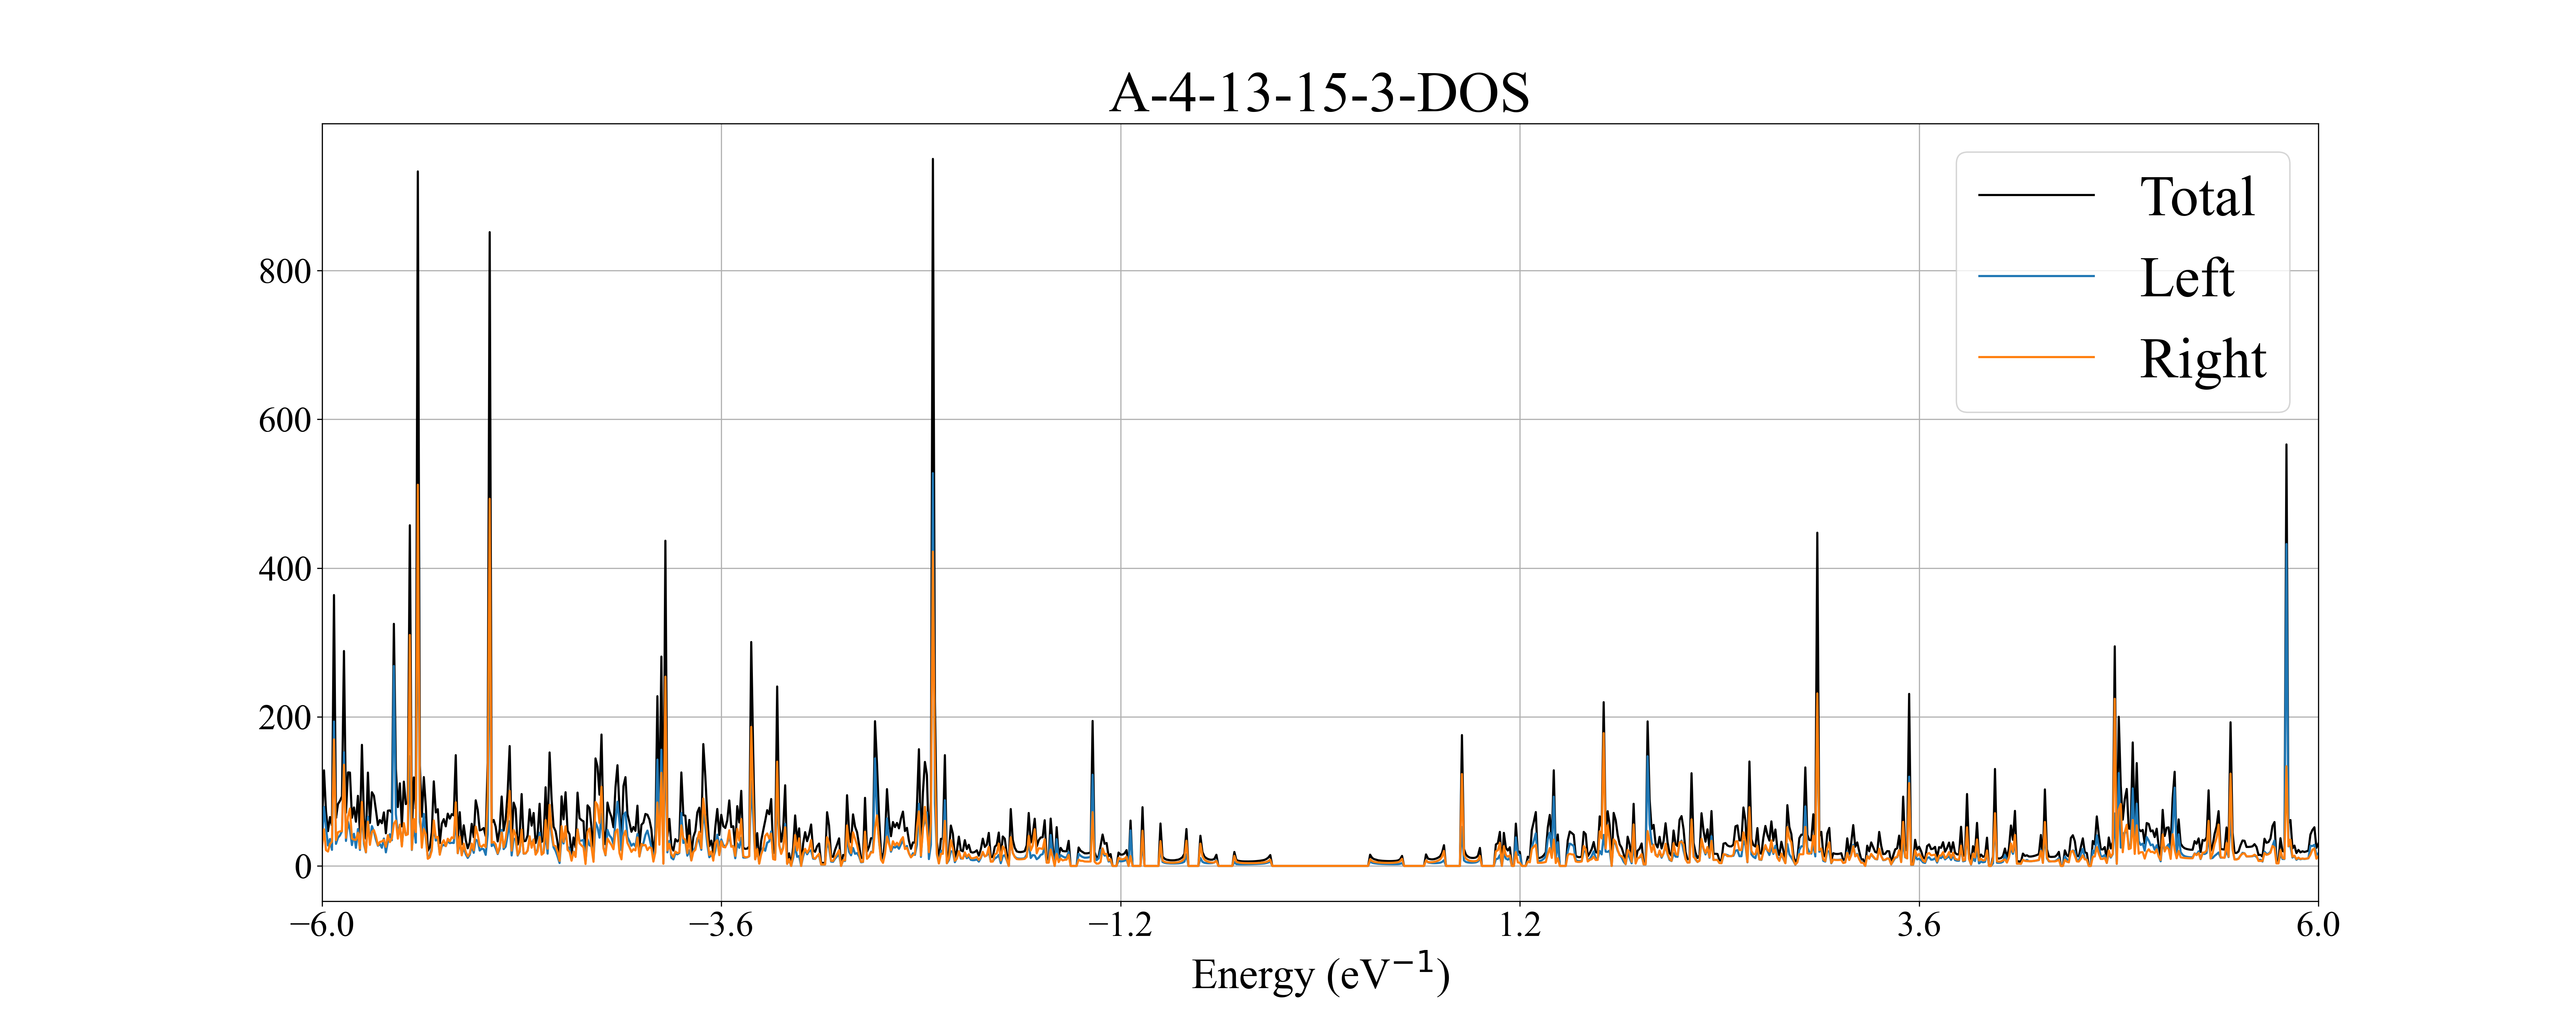 A-4-13-15-3-DOS
Total
Left
Right
800
600
400
200
0
−6.0 −3.6 −1.2 1.2 3.6 6.0
Energy (eV⁻¹)